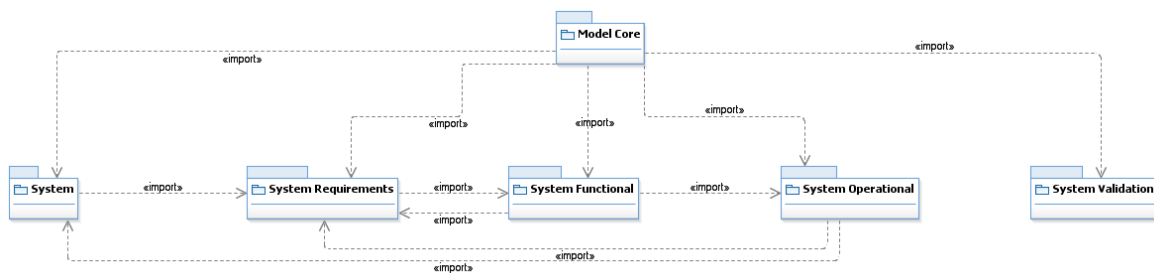 Model Core
«import»
«import»
«import»
«import»
«import»
System
«import»
System Requirements
«import»
System Functional
«import»
System Operational
System Validation
«import»
«import»
«import»